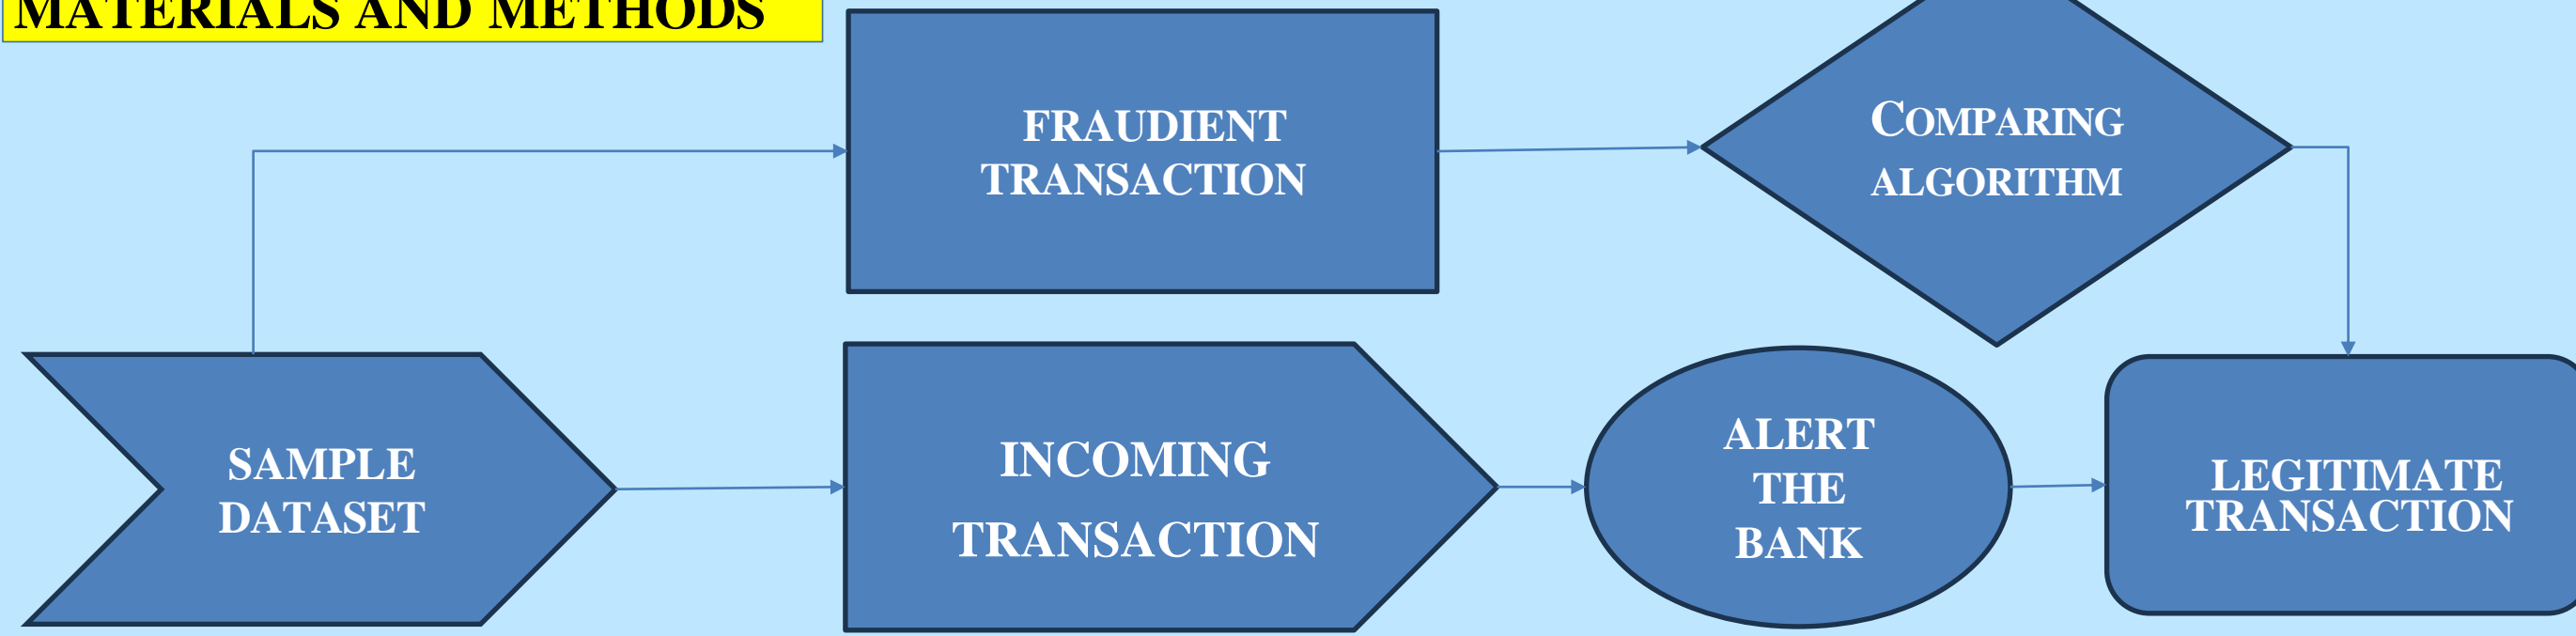 MATERIALS AND METHODS
FRAUDIENT
TRANSACTION
COMPARING
ALGORITHM
SAMPLE
DATASET
INCOMING
TRANSACTION
ALERT
THE
BANK
LEGITIMATE
TRANSACTION